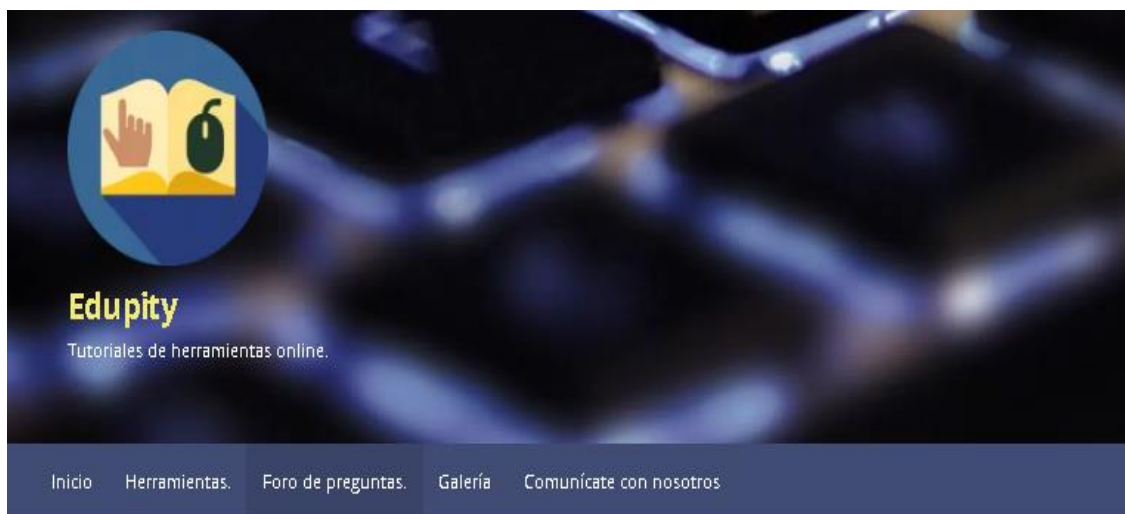 Edupity
Tutoriales de herramientas online.
Inicio Herramientas. Foro de preguntas. Galería Comunícate con nosotros